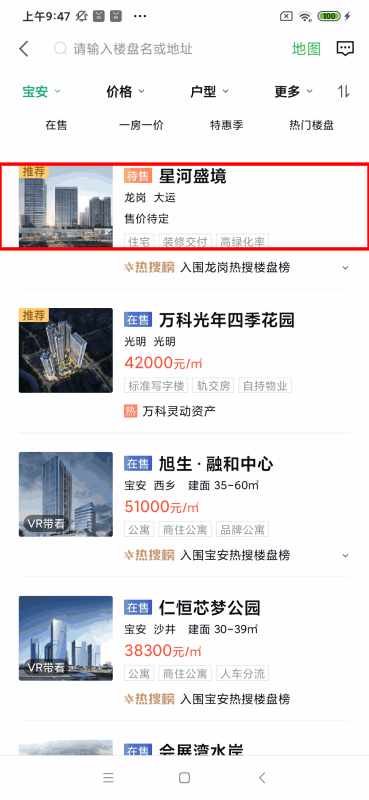 上午9:47
100
请输入楼盘名或地址
地图
宝安 价格 户型 更多
在售 一房一价 特惠季 热门楼盘
推荐
待售 星河盛境
龙岗 大运
售价待定
住宅 装修交付 高绿化率
热搜榜 入围龙岗热搜楼盘榜
推荐
在售 万科光年四季花园
光明 光明
42000元/㎡
标准写字楼 轨交房 自持物业
热 万科灵动资产
在售 旭生·融和中心
宝安 西乡 建面 35-60㎡
51000元/㎡
VR带看
公寓 商住公寓 品牌公寓
热搜榜 入围宝安热搜楼盘榜
在售 仁恒芯梦公园
宝安 沙井 建面 30-39㎡
38300元/㎡
VR带看
公寓 商住公寓 人车分流
热搜榜 入围宝安热搜楼盘榜
在售 会展湾水岸